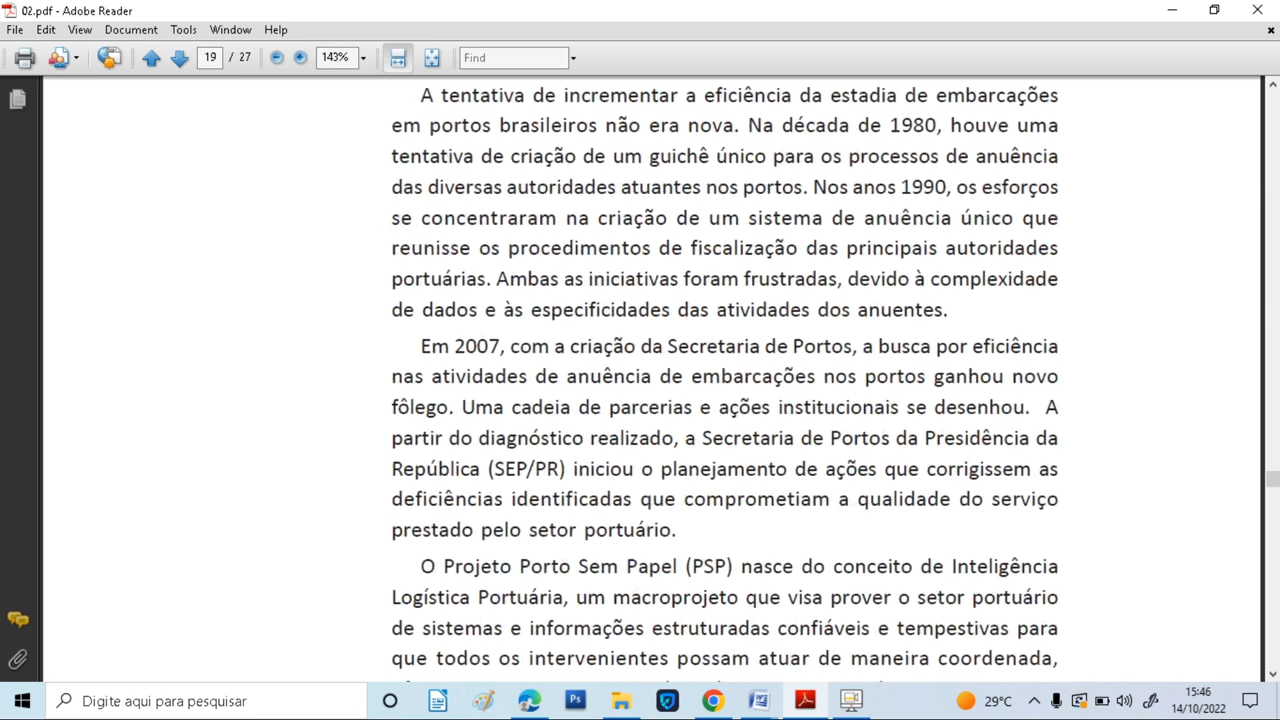 02.pdf - Adobe Reader
File Edit View Document Tools Window Help
19 / 27 143% Find
A tentativa de incrementar a eficiência da estadia de embarcações
em portos brasileiros não era nova. Na década de 1980, houve uma
tentativa de criação de um guichê único para os processos de anuência
das diversas autoridades atuantes nos portos. Nos anos 1990, os esforços
se concentraram na criação de um sistema de anuência único que
reunisse os procedimentos de fiscalização das principais autoridades
portuárias. Ambas as iniciativas foram frustradas, devido à complexidade
de dados e às especificidades das atividades dos anuentes.
Em 2007, com a criação da Secretaria de Portos, a busca por eficiência
nas atividades de anuência de embarcações nos portos ganhou novo
fôlego. Uma cadeia de parcerias e ações institucionais se desenhou. A
partir do diagnóstico realizado, a Secretaria de Portos da Presidência da
República (SEP/PR) iniciou o planejamento de ações que corrigissem as
deficiências identificadas que comprometiam a qualidade do serviço
prestado pelo setor portuário.
O Projeto Porto Sem Papel (PSP) nasce do conceito de Inteligência
Logística Portuária, um macroprojeto que visa prover o setor portuário
de sistemas e informações estruturadas confiáveis e tempestivas para
que todos os intervenientes possam atuar de maneira coordenada,
Digite aqui para pesquisar
Ps
29°C
15:46
14/10/2022